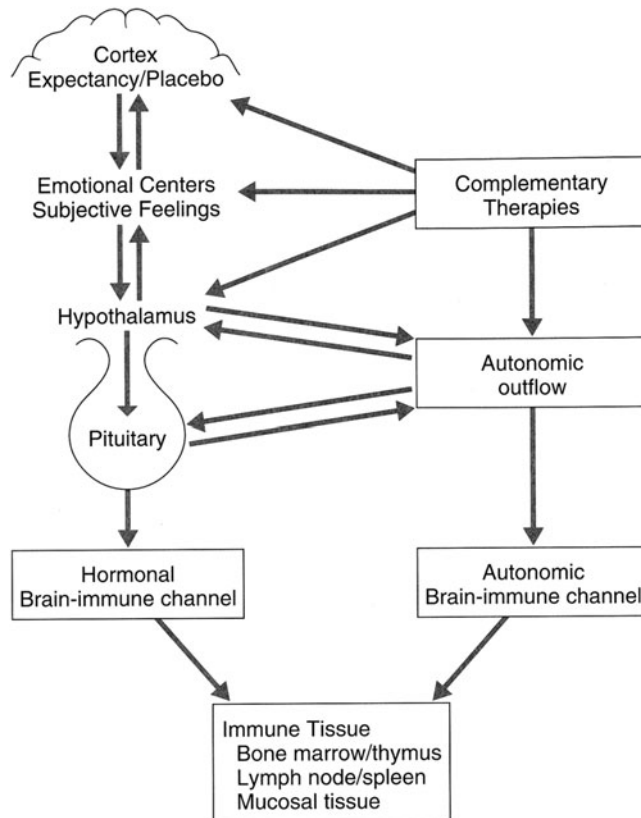 Cortex
Expectancy/Placebo
Emotional Centers
Subjective Feelings
Complementary
Therapies
Hypothalamus
Autonomic
outflow
Pituitary
Hormonal
Brain-immune channel
Autonomic
Brain-immune channel
Immune Tissue
Bone marrow/thymus
Lymph node/spleen
Mucosal tissue